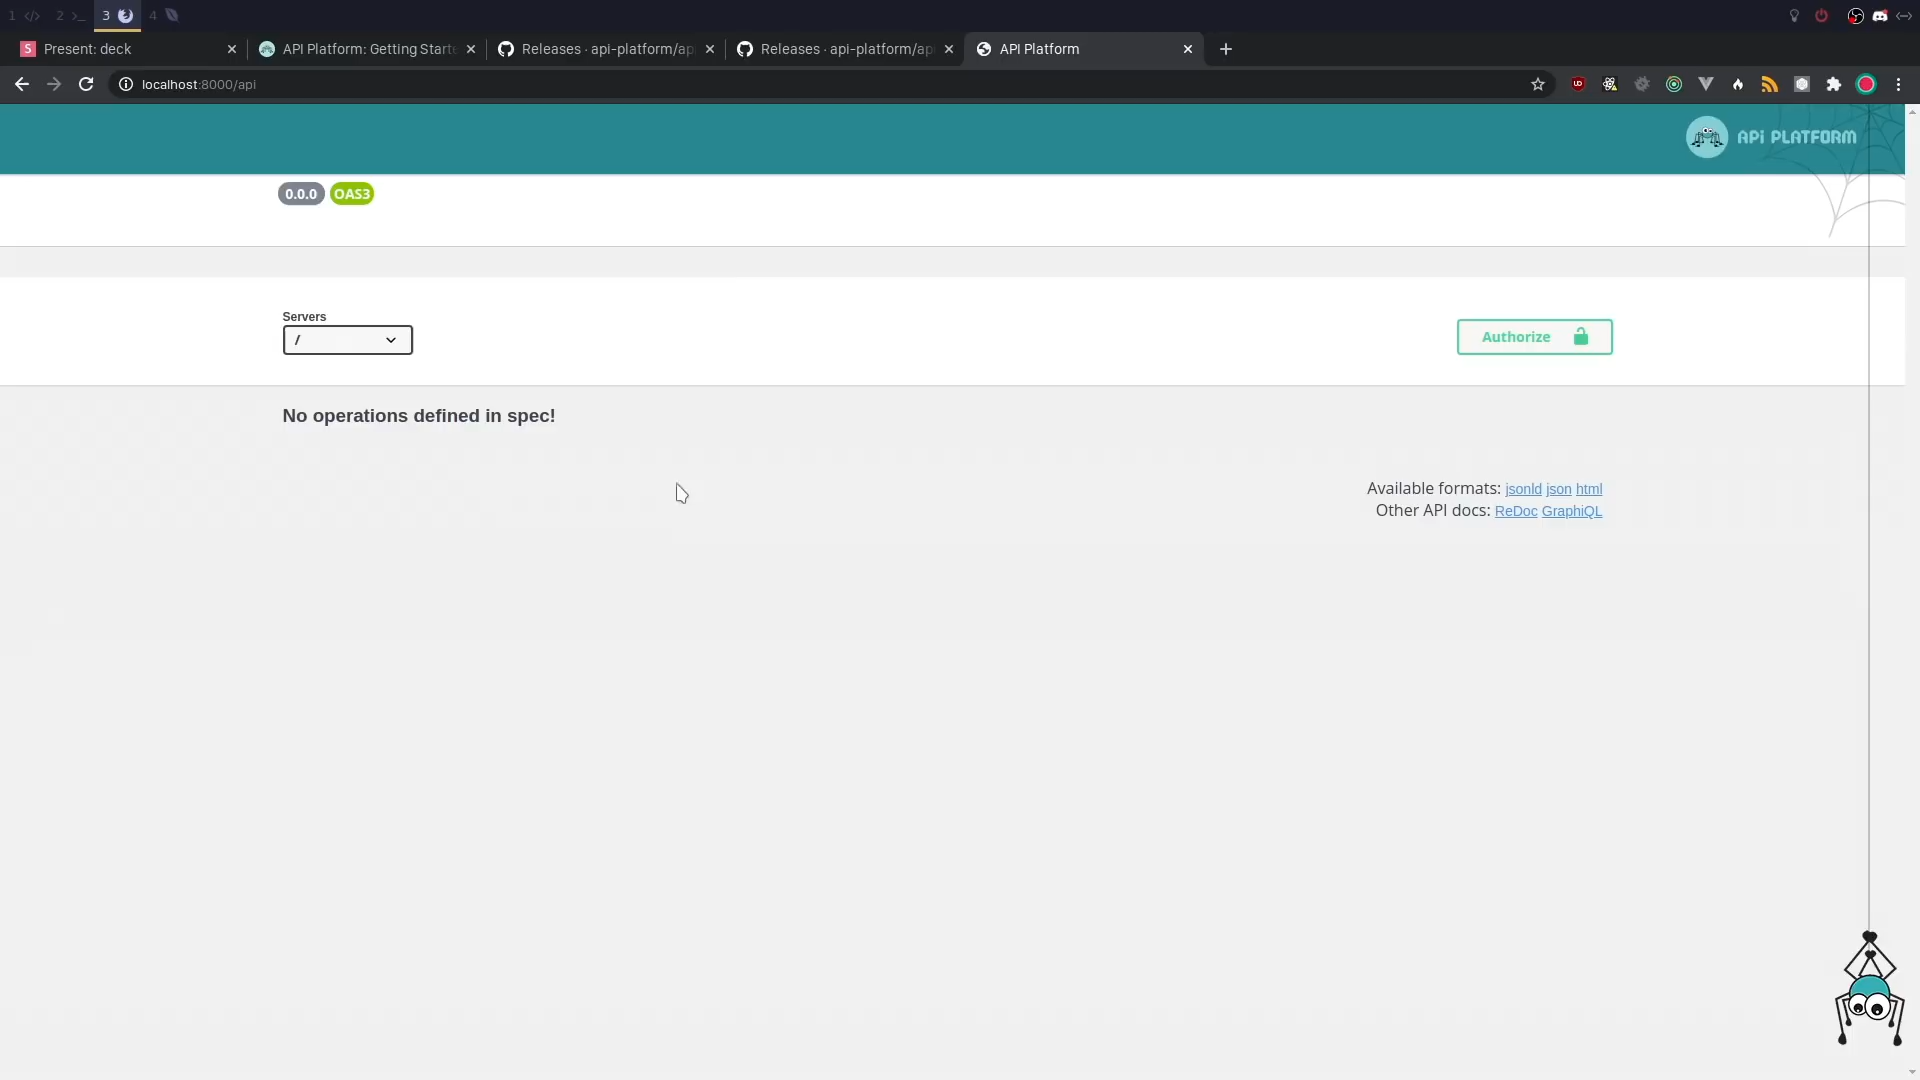 1 2 3 4
Present: deck
API Platform: Getting Starte
Releases · api-platform/ap
Releases · api-platform/ap
API Platform
localhost:8000/api
API PLATFORM
0.0.0 OAS3
Servers
/
Authorize
No operations defined in spec!
Available formats: jsonld json html
Other API docs: ReDoc GraphiQL